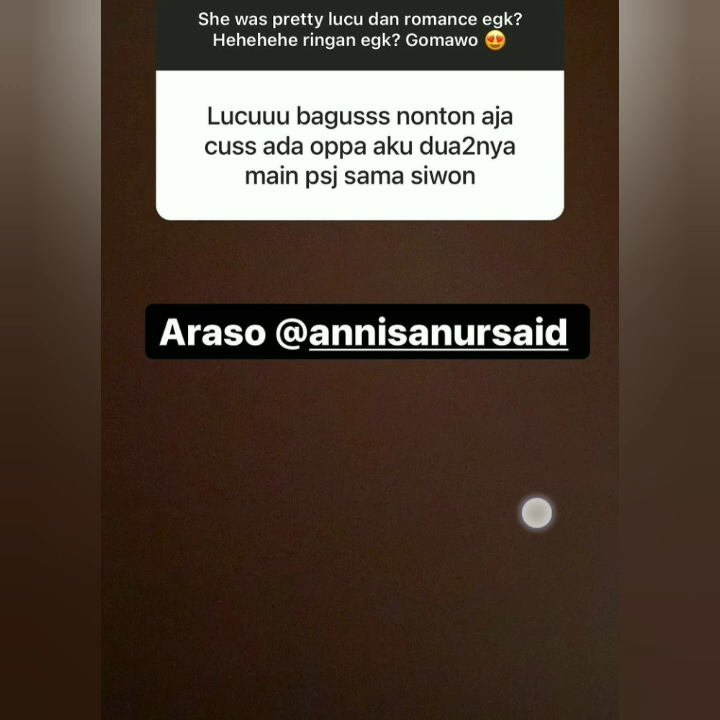 She was pretty lucu dan romance egk?
Hehehehe ringan egk? Gomawo 😍
Lucuuu bagusss nonton aja
cuss ada oppa aku dua2nya
main psj sama siwon
Araso @annisanursaid